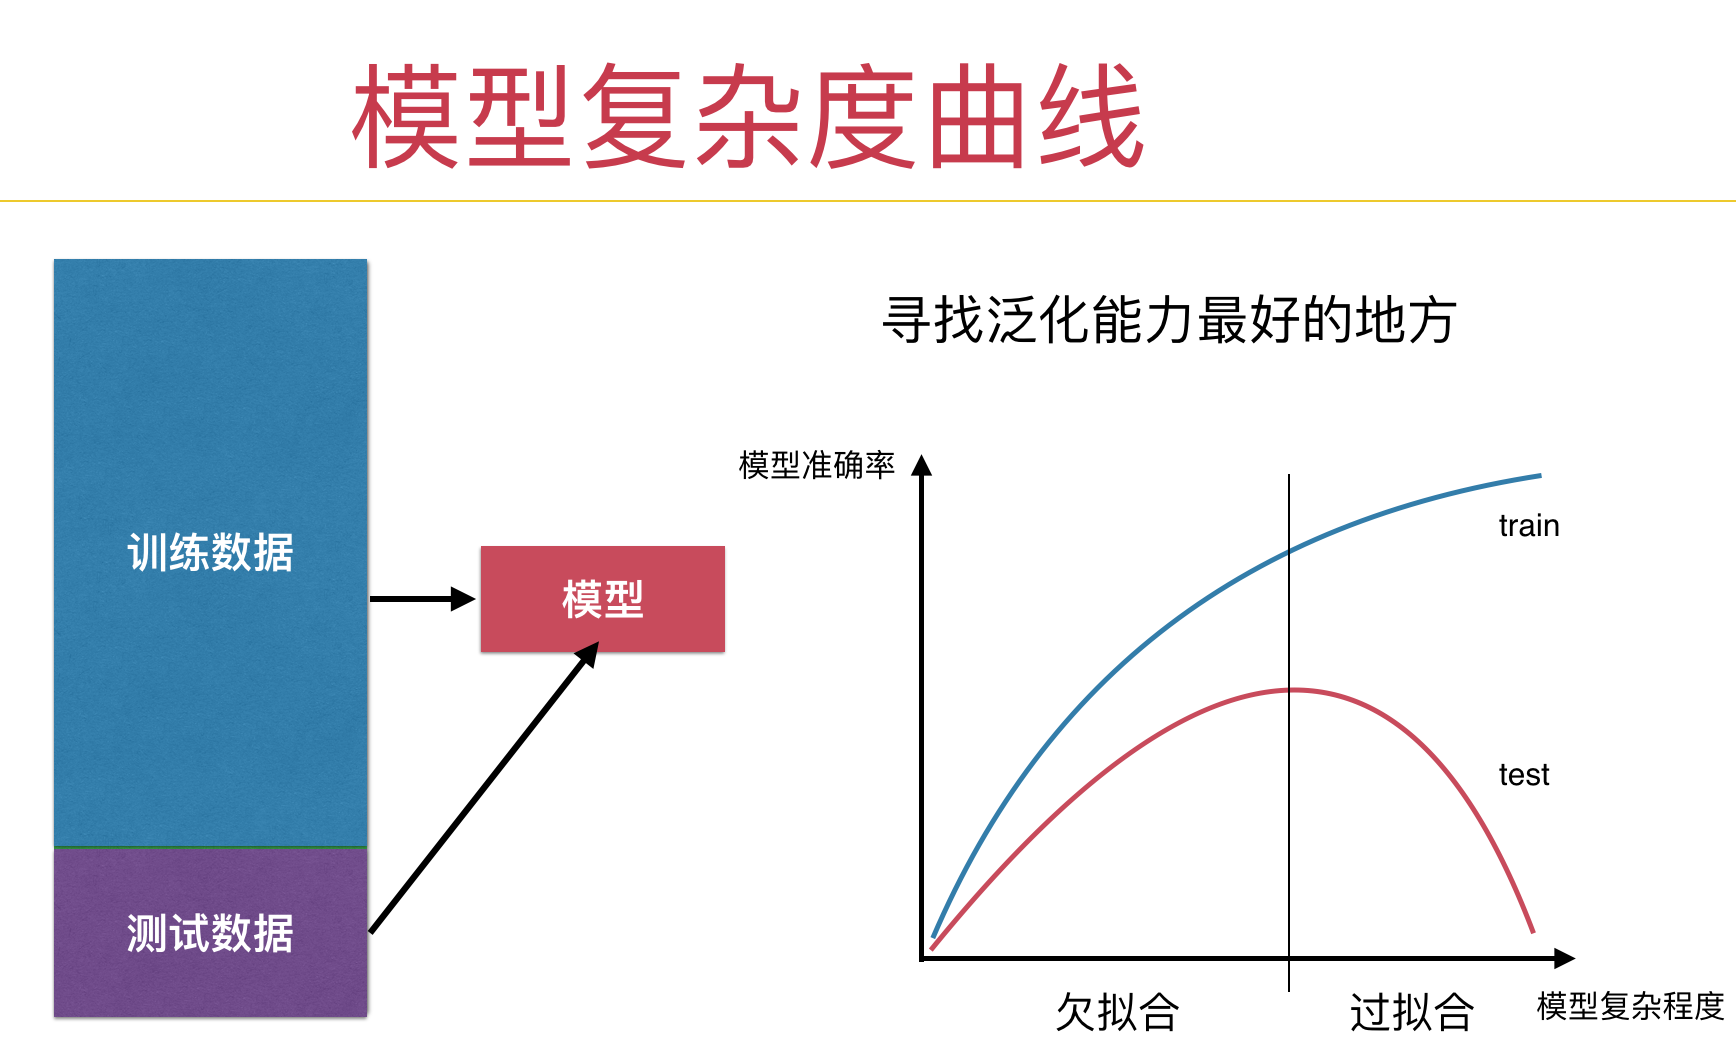 模型复杂度曲线
训练数据
测试数据
模型
寻找泛化能力最好的地方
模型准确率
train
test
欠拟合
过拟合
模型复杂程度